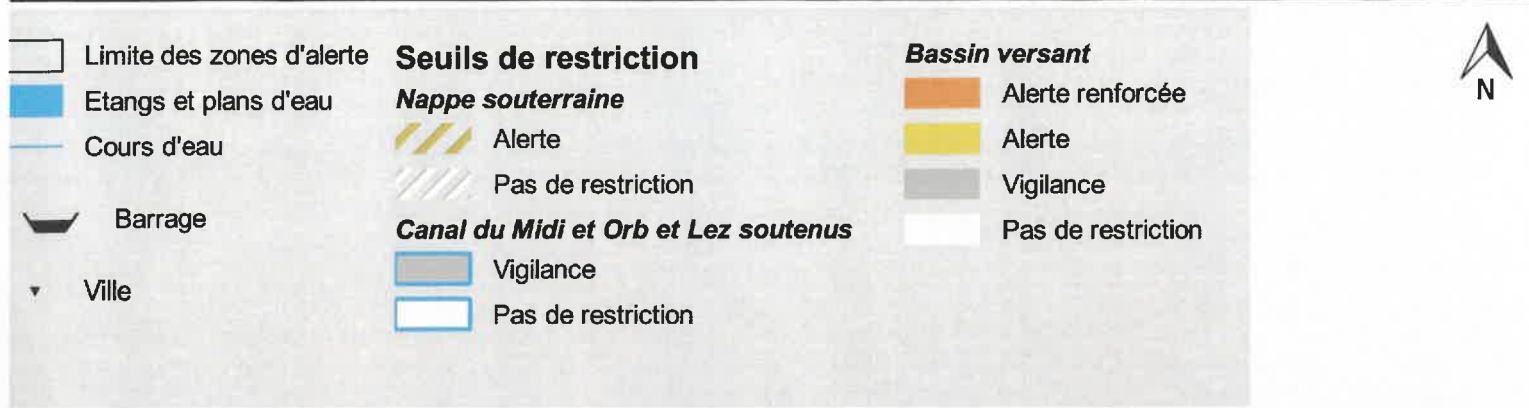 Limite des zones d'alerte
Etangs et plans d'eau
Cours d'eau
Barrage
Ville
Seuils de restriction
Nappe souterraine
Alerte
Pas de restriction
Canal du Midi et Orb et Lez soutenus
Vigilance
Pas de restriction
Bassin versant
Alerte renforcée
Alerte
Vigilance
Pas de restriction
N